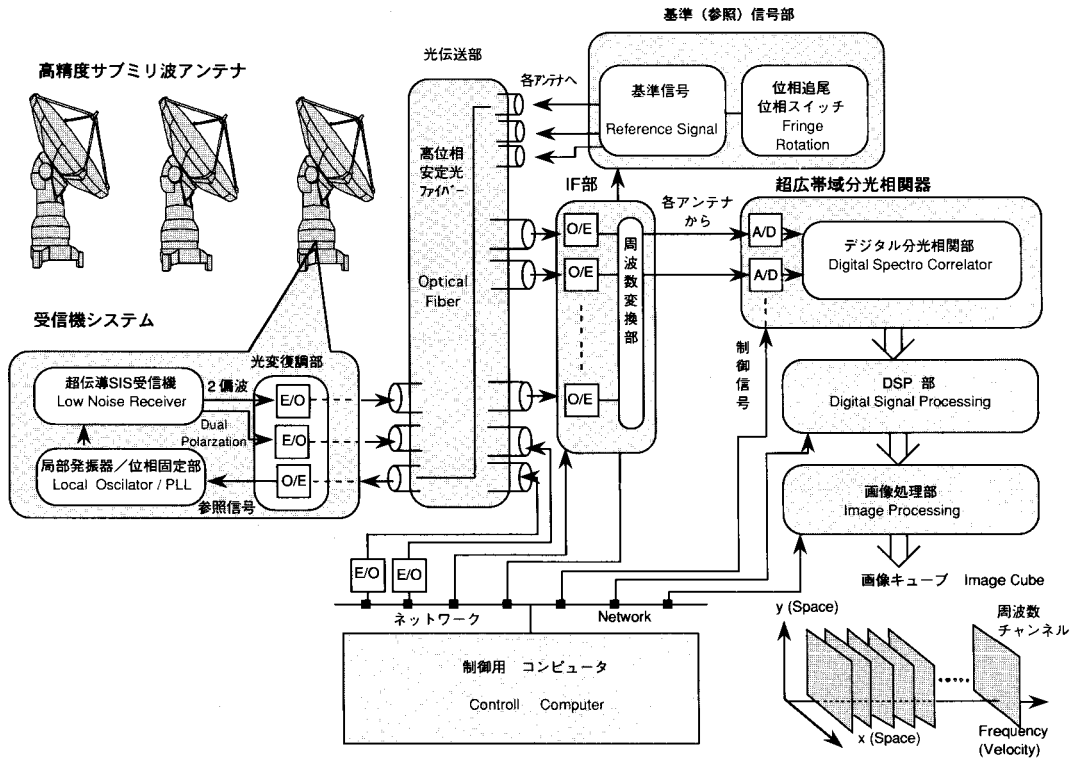 基準（参照）信号部
光伝送部
高精度サブミリ波アンテナ
各アンテナへ
基準信号
Reference Signal
位相追尾
位相スイッチ
Fringe
Rotation
高位相
安定光
ファイバー
Optical
Fiber
IF部
O/E
O/E
O/E
周波数変換部
各アンテナ
から
超広帯域分光相関器
A/D
A/D
デジタル分光相関部
Digital Spectro Correlator
制御信号
受信機システム
光変復調部
超伝導SIS受信機
Low Noise Receiver
2偏波
Dual
Polarzation
E/O
E/O
O/E
局部発振器／位相固定部
Local Oscilator / PLL
参照信号
DSP 部
Digital Signal Processing
画像処理部
Image Processing
画像キューブ Image Cube
E/O
E/O
ネットワーク
Network
制御用 コンピュータ
Controll Computer
y (Space)
周波数
チャンネル
x (Space)
Frequency
(Velocity)